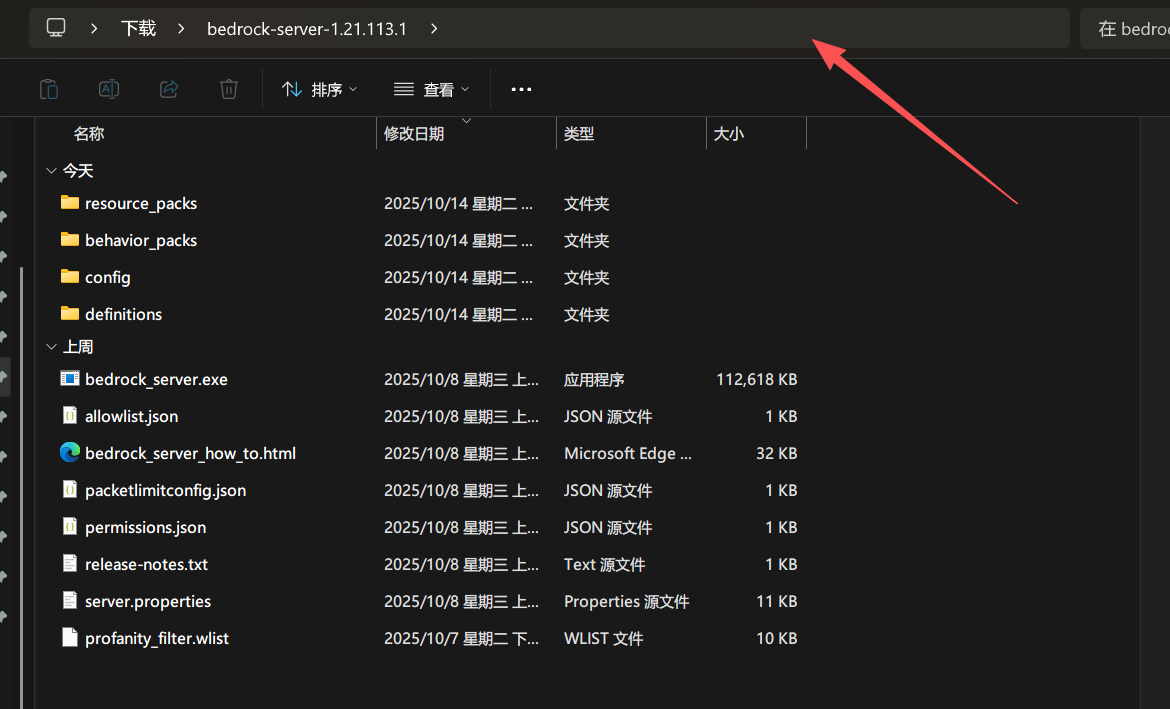 下载 bedrock-server-1.21.113.1 在 bedroc
排序 查看
名称 修改日期 类型 大小
今天
resource_packs 2025/10/14 星期二 ... 文件夹
behavior_packs 2025/10/14 星期二 ... 文件夹
config 2025/10/14 星期二 ... 文件夹
definitions 2025/10/14 星期二 ... 文件夹
上周
bedrock_server.exe 2025/10/8 星期三 上... 应用程序 112,618 KB
allowlist.json 2025/10/8 星期三 上... JSON 源文件 1 KB
bedrock_server_how_to.html 2025/10/8 星期三 上... Microsoft Edge ... 32 KB
packetlimitconfig.json 2025/10/8 星期三 上... JSON 源文件 1 KB
permissions.json 2025/10/8 星期三 上... JSON 源文件 1 KB
release-notes.txt 2025/10/8 星期三 上... Text 源文件 1 KB
server.properties 2025/10/8 星期三 上... Properties 源文件 11 KB
profanity_filter.wlist 2025/10/7 星期二 下... WLIST 文件 10 KB